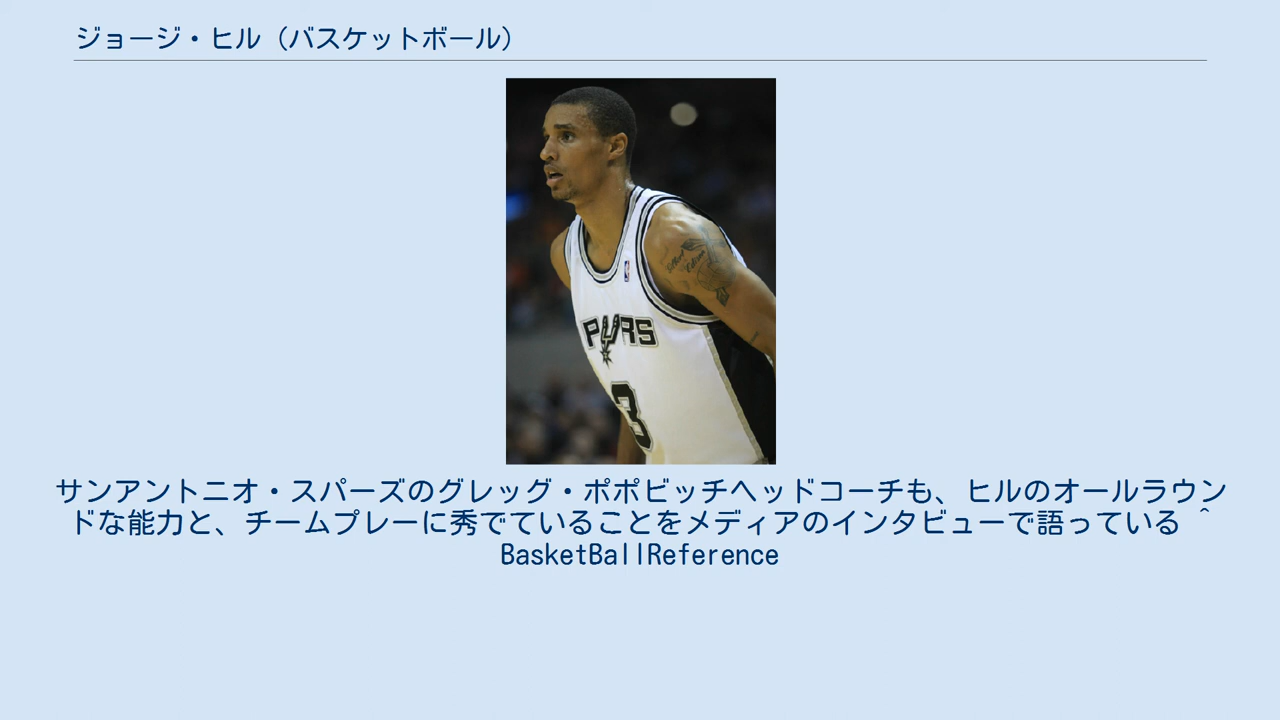 ジョージ・ヒル（バスケットボール）
SPURS
3
サンアントニオ・スパーズのグレッグ・ポポビッチヘッドコーチも、ヒルのオールラウン
ドな能力と、チームプレーに秀でていることをメディアのインタビューで語っている ^
BasketBallReference